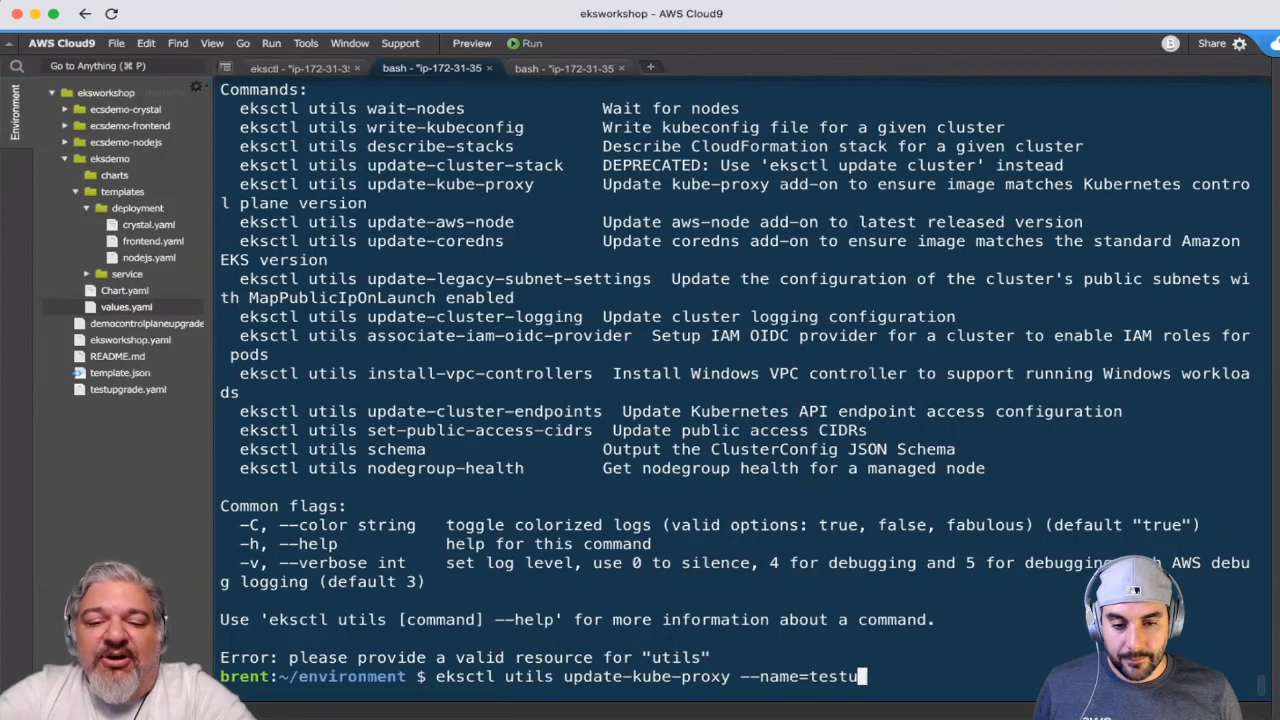 eksworkshop - AWS Cloud9
AWS Cloud9 File Edit Find View Go Run Tools Window Support Preview Run B Share
Go to Anything (⌘ P)
eksctl - "ip-172-31-35 × bash - "ip-172-31-35 × bash - "ip-172-31-35 ×
Environment
eksworkshop
ecsdemo-crystal
ecsdemo-frontend
ecsdemo-nodejs
eksdemo
charts
templates
deployment
crystal.yaml
frontend.yaml
nodejs.yaml
service
Chart.yaml
values.yaml
democontrolplaneupgrade
eksworkshop.yaml
README.md
template.json
testupgrade.yaml
Commands:
eksctl utils wait-nodes Wait for nodes
eksctl utils write-kubeconfig Write kubeconfig file for a given cluster
eksctl utils describe-stacks Describe CloudFormation stack for a given cluster
eksctl utils update-cluster-stack DEPRECATED: Use 'eksctl update cluster' instead
eksctl utils update-kube-proxy Update kube-proxy add-on to ensure image matches Kubernetes contro
l plane version
eksctl utils update-aws-node Update aws-node add-on to latest released version
eksctl utils update-coredns Update coredns add-on to ensure image matches the standard Amazon
EKS version
eksctl utils update-legacy-subnet-settings Update the configuration of the cluster's public subnets wi
th MapPublicIpOnLaunch enabled
eksctl utils update-cluster-logging Update cluster logging configuration
eksctl utils associate-iam-oidc-provider Setup IAM OIDC provider for a cluster to enable IAM roles for
pods
eksctl utils install-vpc-controllers Install Windows VPC controller to support running Windows workloa
ds
eksctl utils update-cluster-endpoints Update Kubernetes API endpoint access configuration
eksctl utils set-public-access-cidrs Update public access CIDRs
eksctl utils schema Output the ClusterConfig JSON Schema
eksctl utils nodegroup-health Get nodegroup health for a managed node
Common flags:
-C, --color string toggle colorized logs (valid options: true, false, fabulous) (default "true")
-h, --help help for this command
-v, --verbose int set log level, use 0 to silence, 4 for debugging and 5 for debugging AWS debu
g logging (default 3)
Use 'eksctl utils [command] --help' for more information about a command.
Error: please provide a valid resource for "utils"
brent:~/environment $ eksctl utils update-kube-proxy --name=testu